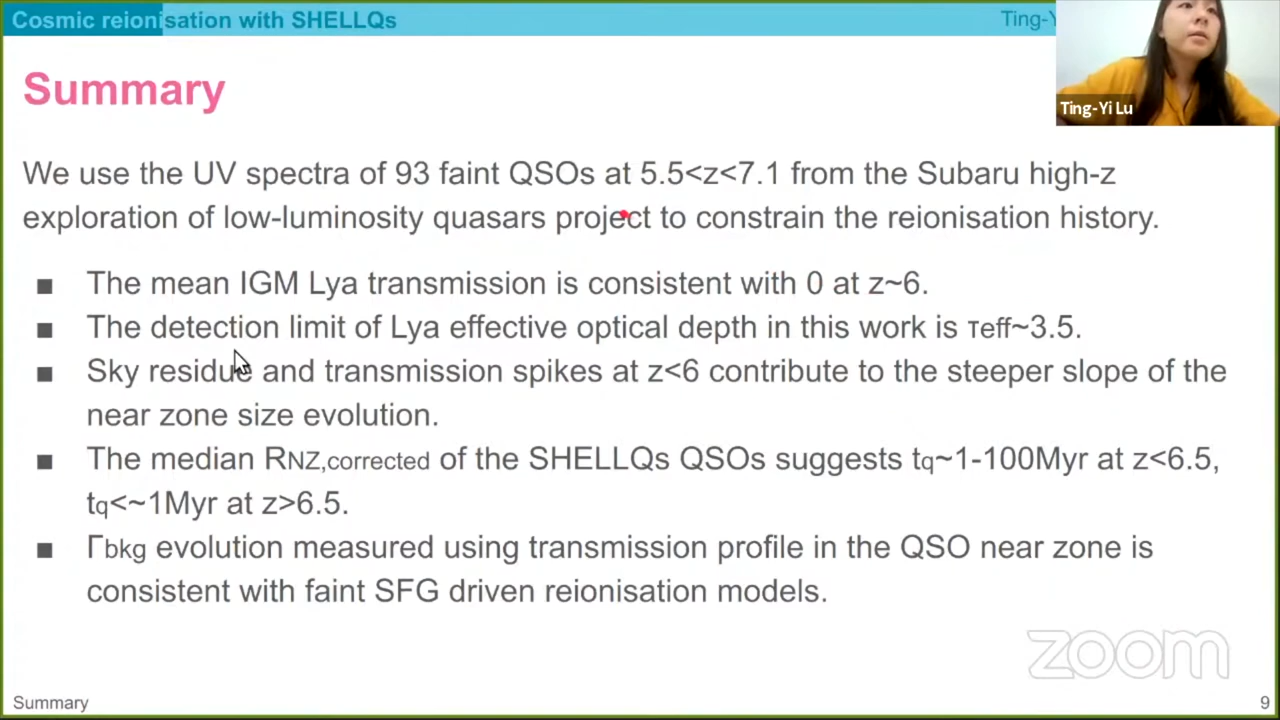 Cosmic reionisation with SHELLQs
Ting-Y
Ting-Yi Lu
Summary
We use the UV spectra of 93 faint QSOs at 5.5<z<7.1 from the Subaru high-z
exploration of low-luminosity quasars project to constrain the reionisation history.
■ The mean IGM Lya transmission is consistent with 0 at z~6.
■ The detection limit of Lya effective optical depth in this work is τeff~3.5.
■ Sky residue and transmission spikes at z<6 contribute to the steeper slope of the
near zone size evolution.
■ The median RNZ,corrected of the SHELLQs QSOs suggests tq~1-100Myr at z<6.5,
tq<~1Myr at z>6.5.
■ Γbkg evolution measured using transmission profile in the QSO near zone is
consistent with faint SFG driven reionisation models.
zoom
Summary
9